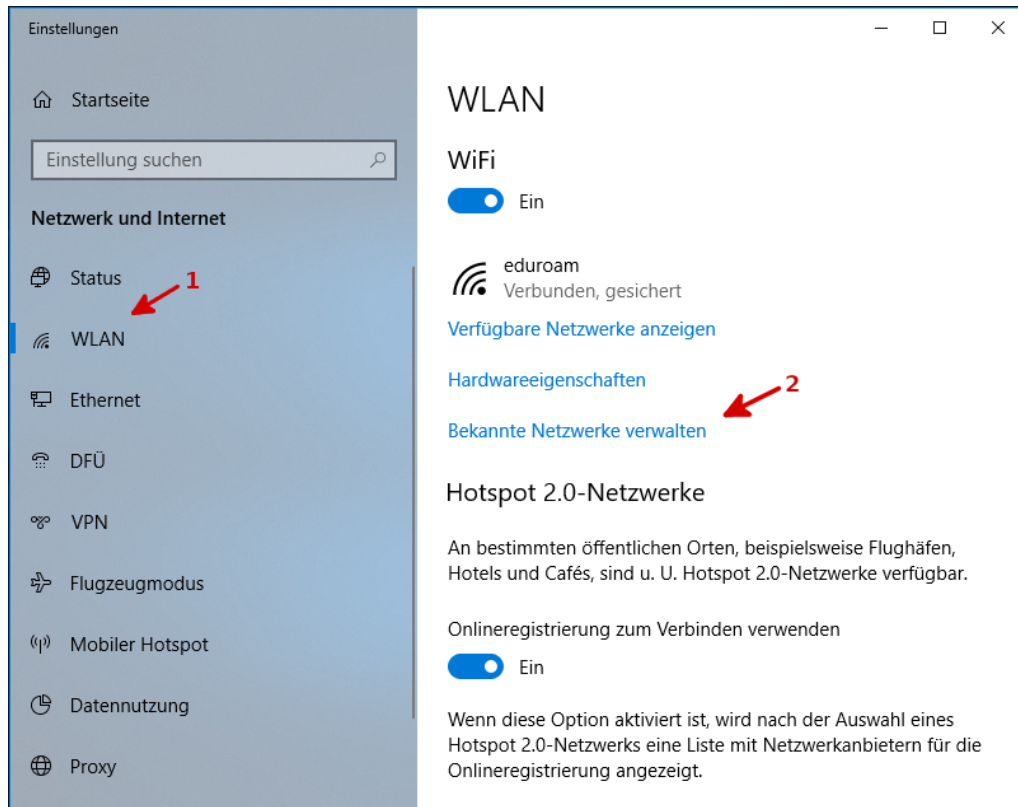 Einstellungen
Startseite
Einstellung suchen
Netzwerk und Internet
Status
1
WLAN
Ethernet
DFÜ
VPN
Flugzeugmodus
Mobiler Hotspot
Datennutzung
Proxy
WLAN
WiFi
Ein
eduroam
Verbunden, gesichert
Verfügbare Netzwerke anzeigen
Hardwareeigenschaften
2
Bekannte Netzwerke verwalten
Hotspot 2.0-Netzwerke
An bestimmten öffentlichen Orten, beispielsweise Flughäfen,
Hotels und Cafés, sind u. U. Hotspot 2.0-Netzwerke verfügbar.
Onlineregistrierung zum Verbinden verwenden
Ein
Wenn diese Option aktiviert ist, wird nach der Auswahl eines
Hotspot 2.0-Netzwerks eine Liste mit Netzwerkanbietern für die
Onlineregistrierung angezeigt.